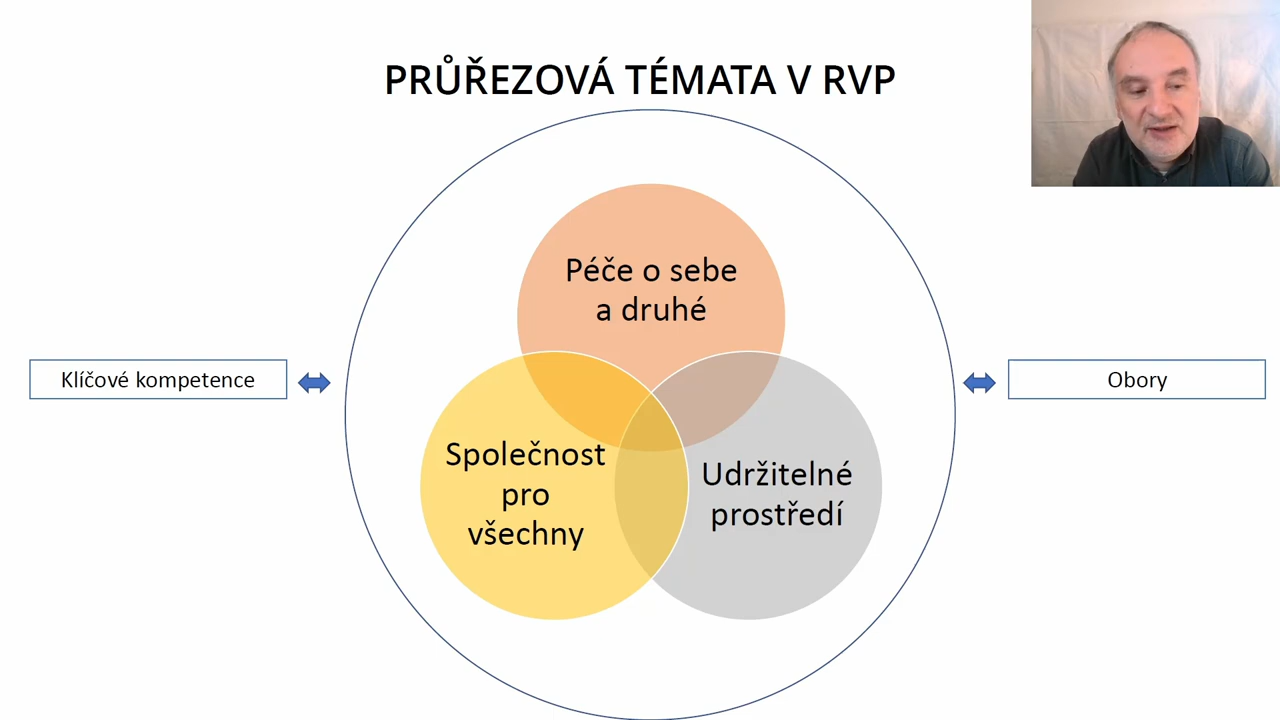 PRŮŘEZOVÁ TÉMATA V RVP
Péče o sebe
a druhé
Klíčové kompetence
Obory
Společnost
pro
všechny
Udržitelné
prostředí